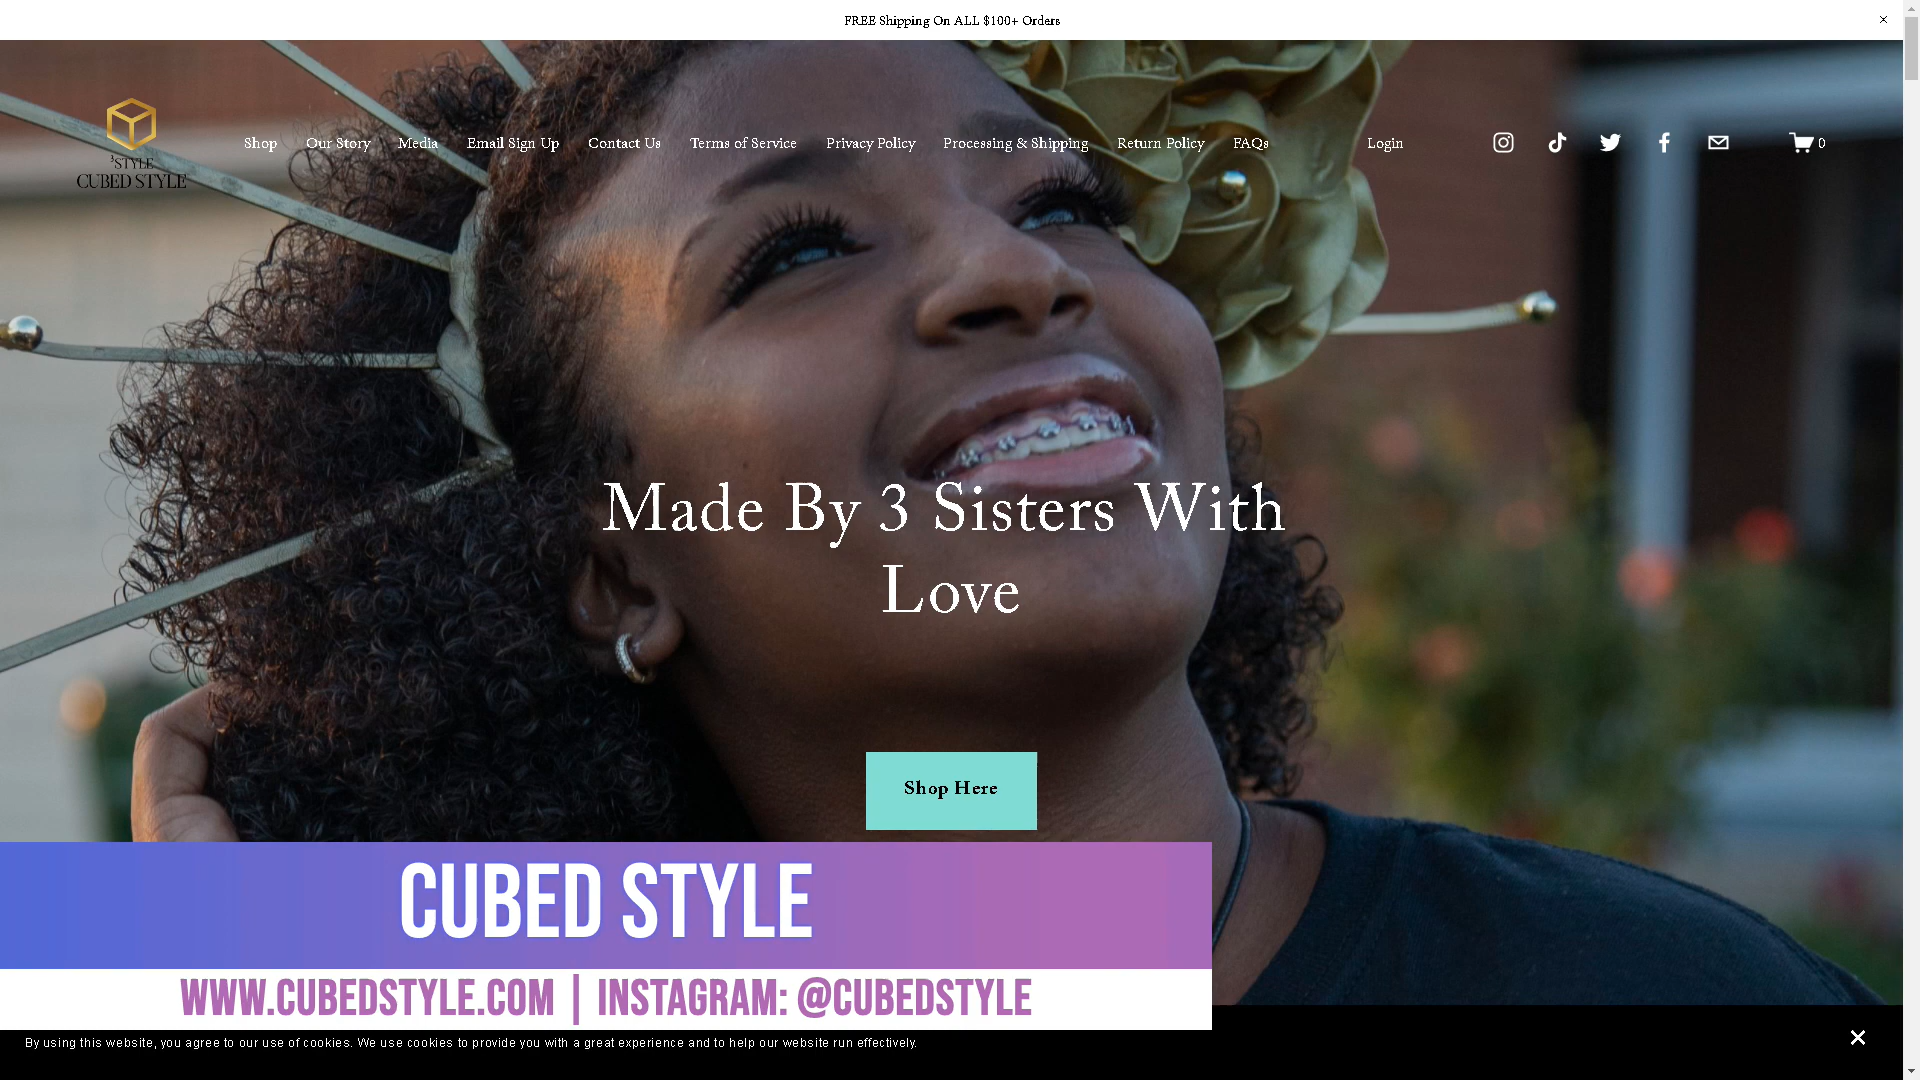 FREE Shipping On ALL $100+ Orders
³STYLE
CUBED STYLE
Shop Our Story Media Email Sign Up Contact Us Terms of Service Privacy Policy Processing & Shipping Return Policy FAQs Login 0
Made By 3 Sisters With
Love
Shop Here
CUBED STYLE
WWW.CUBEDSTYLE.COM | INSTAGRAM: @CUBEDSTYLE
By using this website, you agree to our use of cookies. We use cookies to provide you with a great experience and to help our website run effectively.